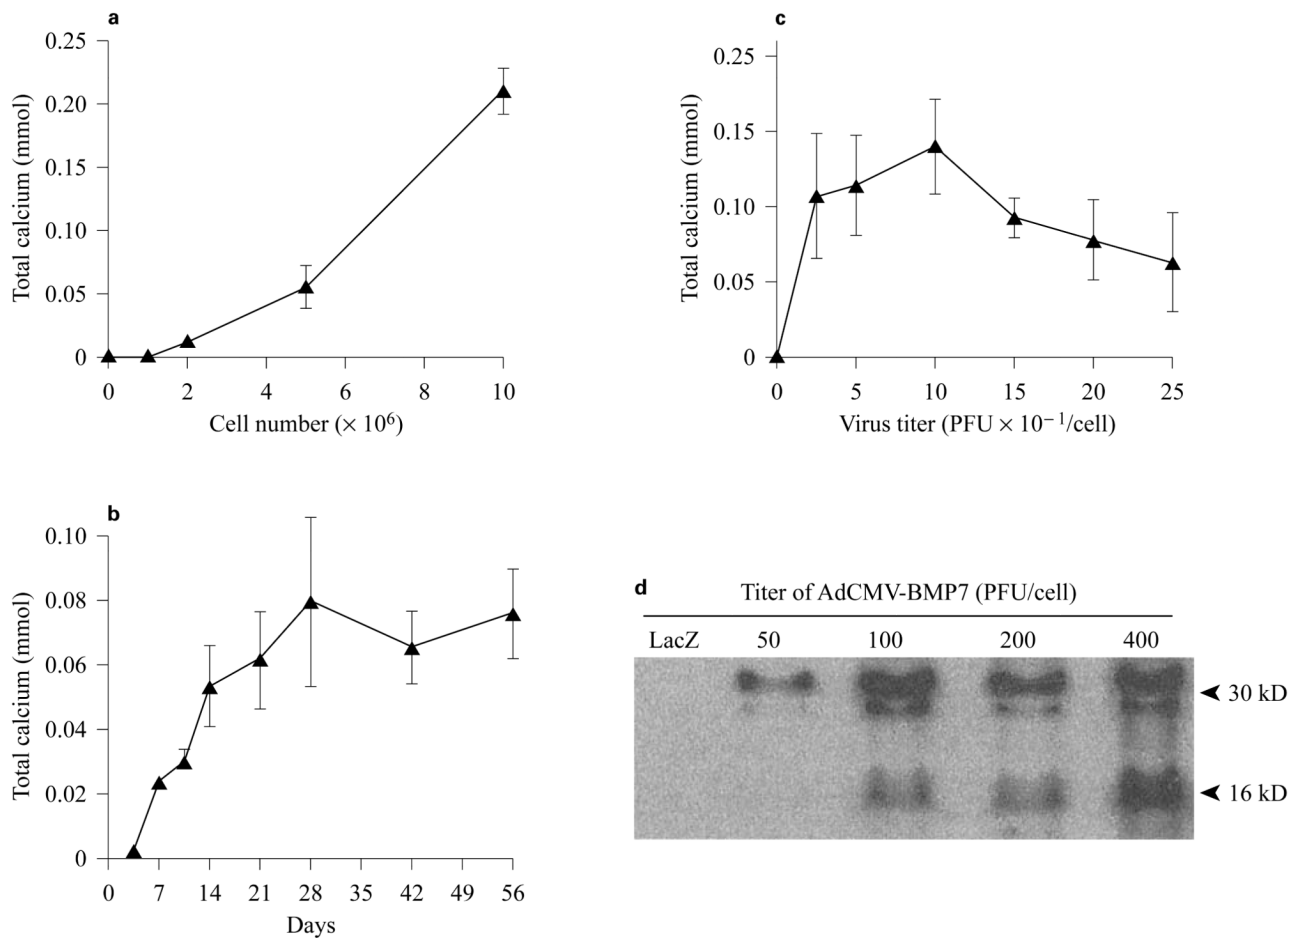 a
0.25
0.20
0.15
0.10
0.05
0
0 2 4 6 8 10
Total calcium (mmol)
Cell number (× 10⁶)
c
0.25
0.15
0.10
0.05
0
0 5 10 15 20 25
Total calcium (mmol)
Virus titer (PFU × 10⁻¹/cell)
b
0.10
0.08
0.06
0.04
0.02
0
0 7 14 21 28 35 42 49 56
Total calcium (mmol)
Days
d
Titer of AdCMV-BMP7 (PFU/cell)
LacZ 50 100 200 400
30 kD
16 kD